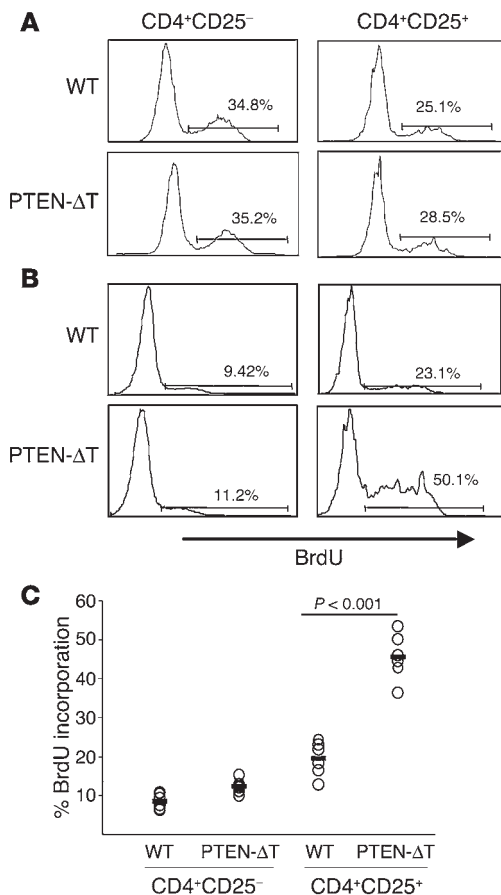 A
CD4⁺CD25⁻ CD4⁺CD25⁺
WT
34.8% 25.1%
PTEN-ΔT
35.2% 28.5%
B
WT
9.42% 23.1%
PTEN-ΔT
11.2% 50.1%
BrdU
C
% BrdU incorporation
60
50
40
30
20
10
P < 0.001
WT PTEN-ΔT WT PTEN-ΔT
CD4⁺CD25⁻ CD4⁺CD25⁺